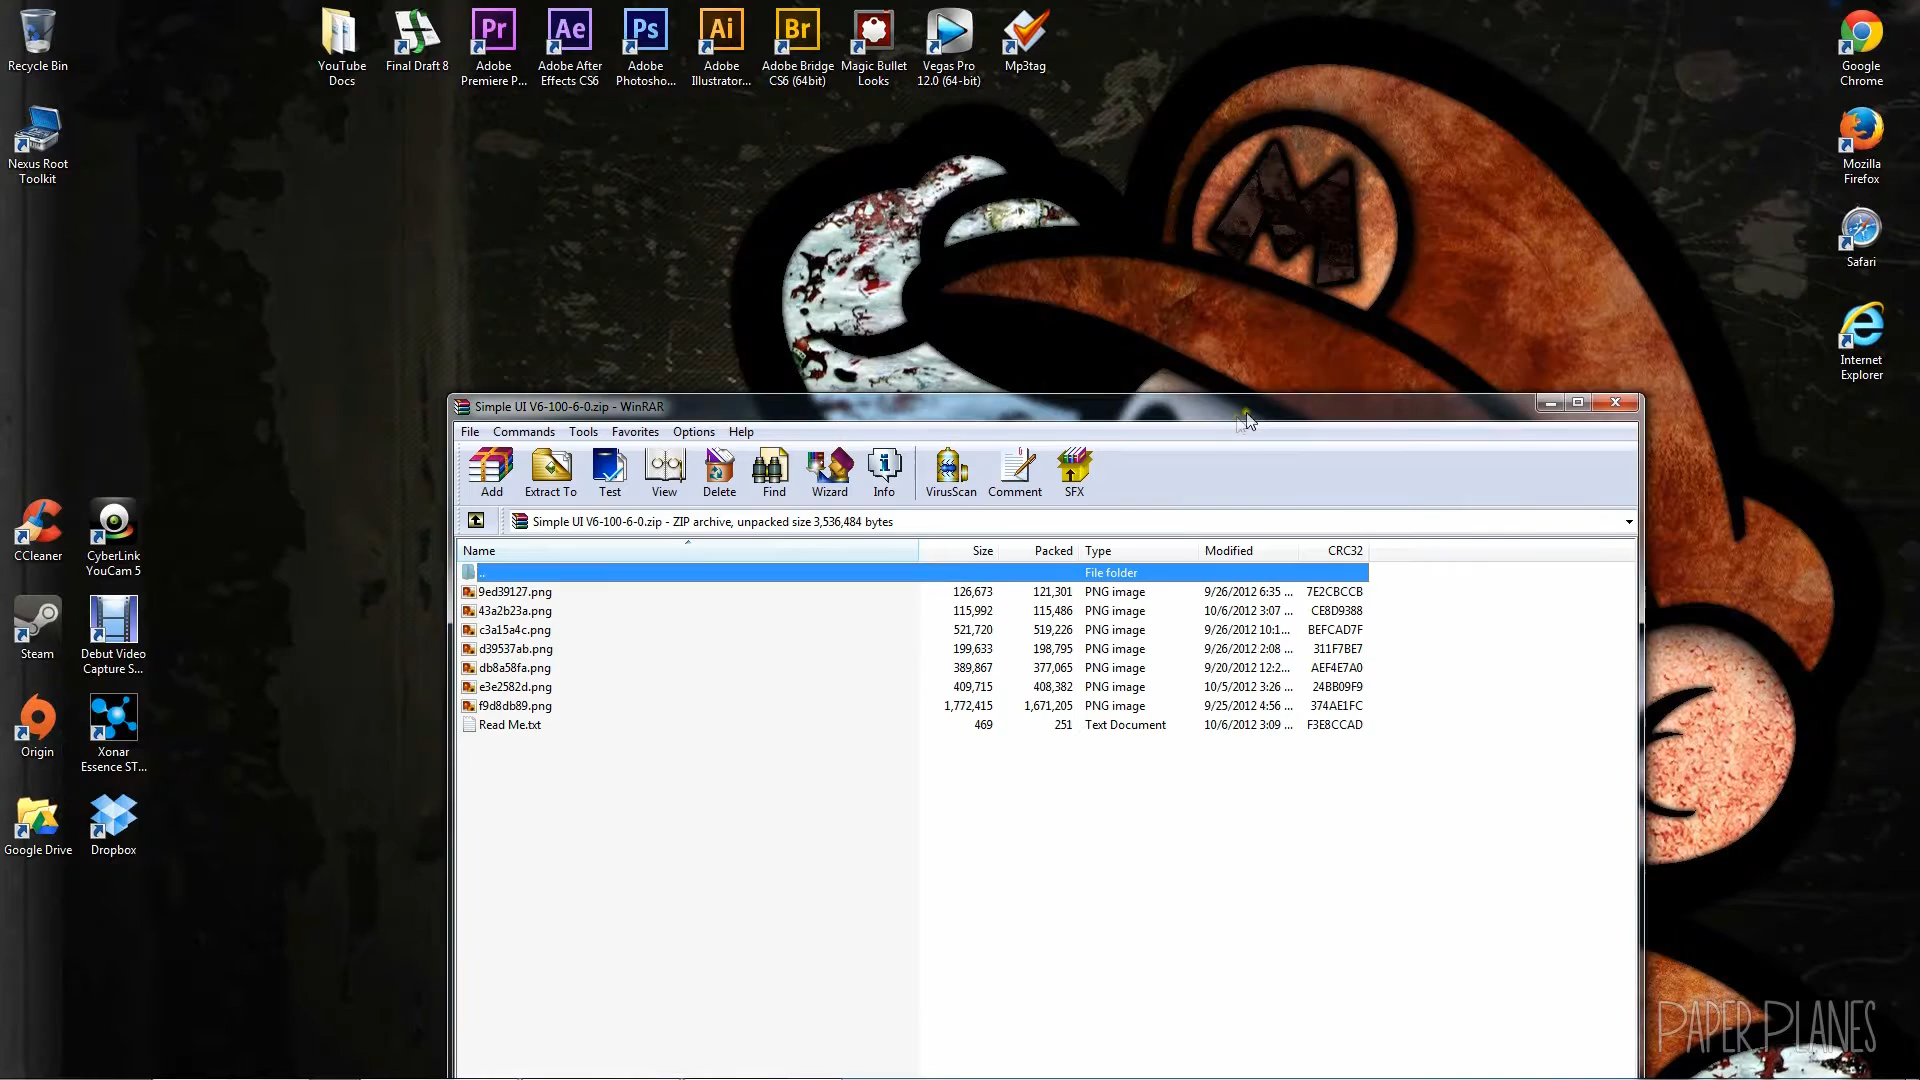 Recycle Bin
Nexus Root
Toolkit
YouTube
Docs
Final Draft 8
Pr
Adobe
Premiere P...
Ae
Adobe After
Effects CS6
Ps
Adobe
Photosho...
Ai
Adobe
Illustrator...
Br
Adobe Bridge
CS6 (64bit)
Magic Bullet
Looks
Vegas Pro
12.0 (64-bit)
Mp3tag
Google
Chrome
Mozilla
Firefox
Safari
Internet
Explorer
M
CCleaner
CyberLink
YouCam 5
Steam
Debut Video
Capture S...
Origin
Xonar
Essence ST...
Google Drive
Dropbox
Simple UI V6-100-6-0.zip - WinRAR
File Commands Tools Favorites Options Help
Add Extract To Test View Delete Find Wizard Info VirusScan Comment SFX
Simple UI V6-100-6-0.zip - ZIP archive, unpacked size 3,536,484 bytes
Name Size Packed Type Modified CRC32
.. File folder
9ed39127.png 126,673 121,301 PNG image 9/26/2012 6:35 ... 7E2CBCCB
43a2b23a.png 115,992 115,486 PNG image 10/6/2012 3:07 ... CE8D9388
c3a15a4c.png 521,720 519,226 PNG image 9/26/2012 10:1... BEFCAD7F
d39537ab.png 199,633 198,795 PNG image 9/26/2012 2:08 ... 311F7BE7
db8a58fa.png 389,867 377,065 PNG image 9/20/2012 12:2... AEF4E7A0
e3e2582d.png 409,715 408,382 PNG image 10/5/2012 3:26 ... 24BB09F9
f9d8db89.png 1,772,415 1,671,205 PNG image 9/25/2012 4:56 ... 374AE1FC
Read Me.txt 469 251 Text Document 10/6/2012 3:09 ... F3E8CCAD
PAPER PLANES